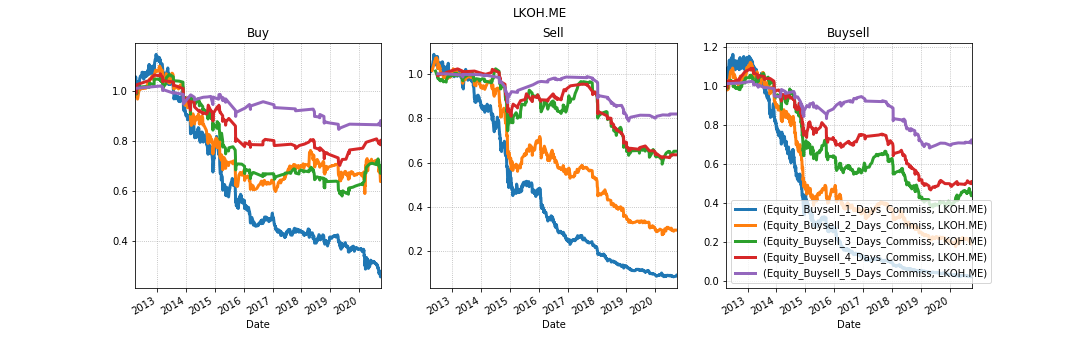 LKOH.ME
Buy
1.0
0.8
0.6
0.4
2013 2014 2015 2016 2017 2018 2019 2020
Date
Sell
1.0
0.8
0.6
0.4
0.2
2013 2014 2015 2016 2017 2018 2019 2020
Date
Buysell
1.2
1.0
0.8
0.6
0.4
0.2
0.0
(Equity_Buysell_1_Days_Commiss, LKOH.ME)
(Equity_Buysell_2_Days_Commiss, LKOH.ME)
(Equity_Buysell_3_Days_Commiss, LKOH.ME)
(Equity_Buysell_4_Days_Commiss, LKOH.ME)
(Equity_Buysell_5_Days_Commiss, LKOH.ME)
2013 2014 2015 2016 2017 2018 2019 2020
Date